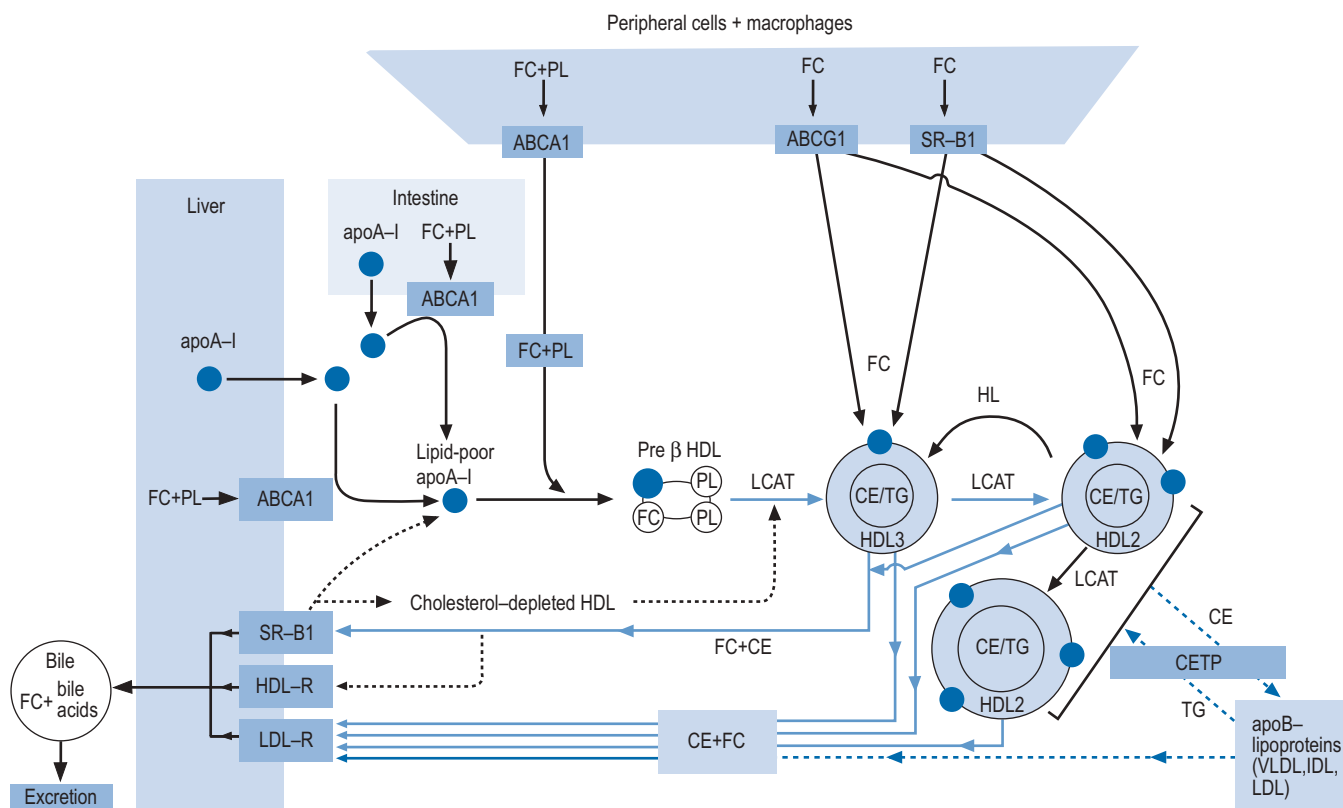 Peripheral cells + macrophages
FC+PL
FC
FC
ABCA1
ABCG1
SR–B1
Liver
Intestine
apoA–I
FC+PL
ABCA1
apoA–I
FC+PL
FC
FC
HL
Lipid-poor
apoA–I
Pre β HDL
PL
FC
PL
LCAT
CE/TG
HDL3
LCAT
CE/TG
HDL2
FC+PL
ABCA1
LCAT
Cholesterol–depleted HDL
SR–B1
FC+CE
CE/TG
HDL2
CE
CETP
TG
Bile
FC+ bile
acids
HDL–R
LDL–R
CE+FC
apoB–
lipoproteins
(VLDL,IDL,
LDL)
Excretion